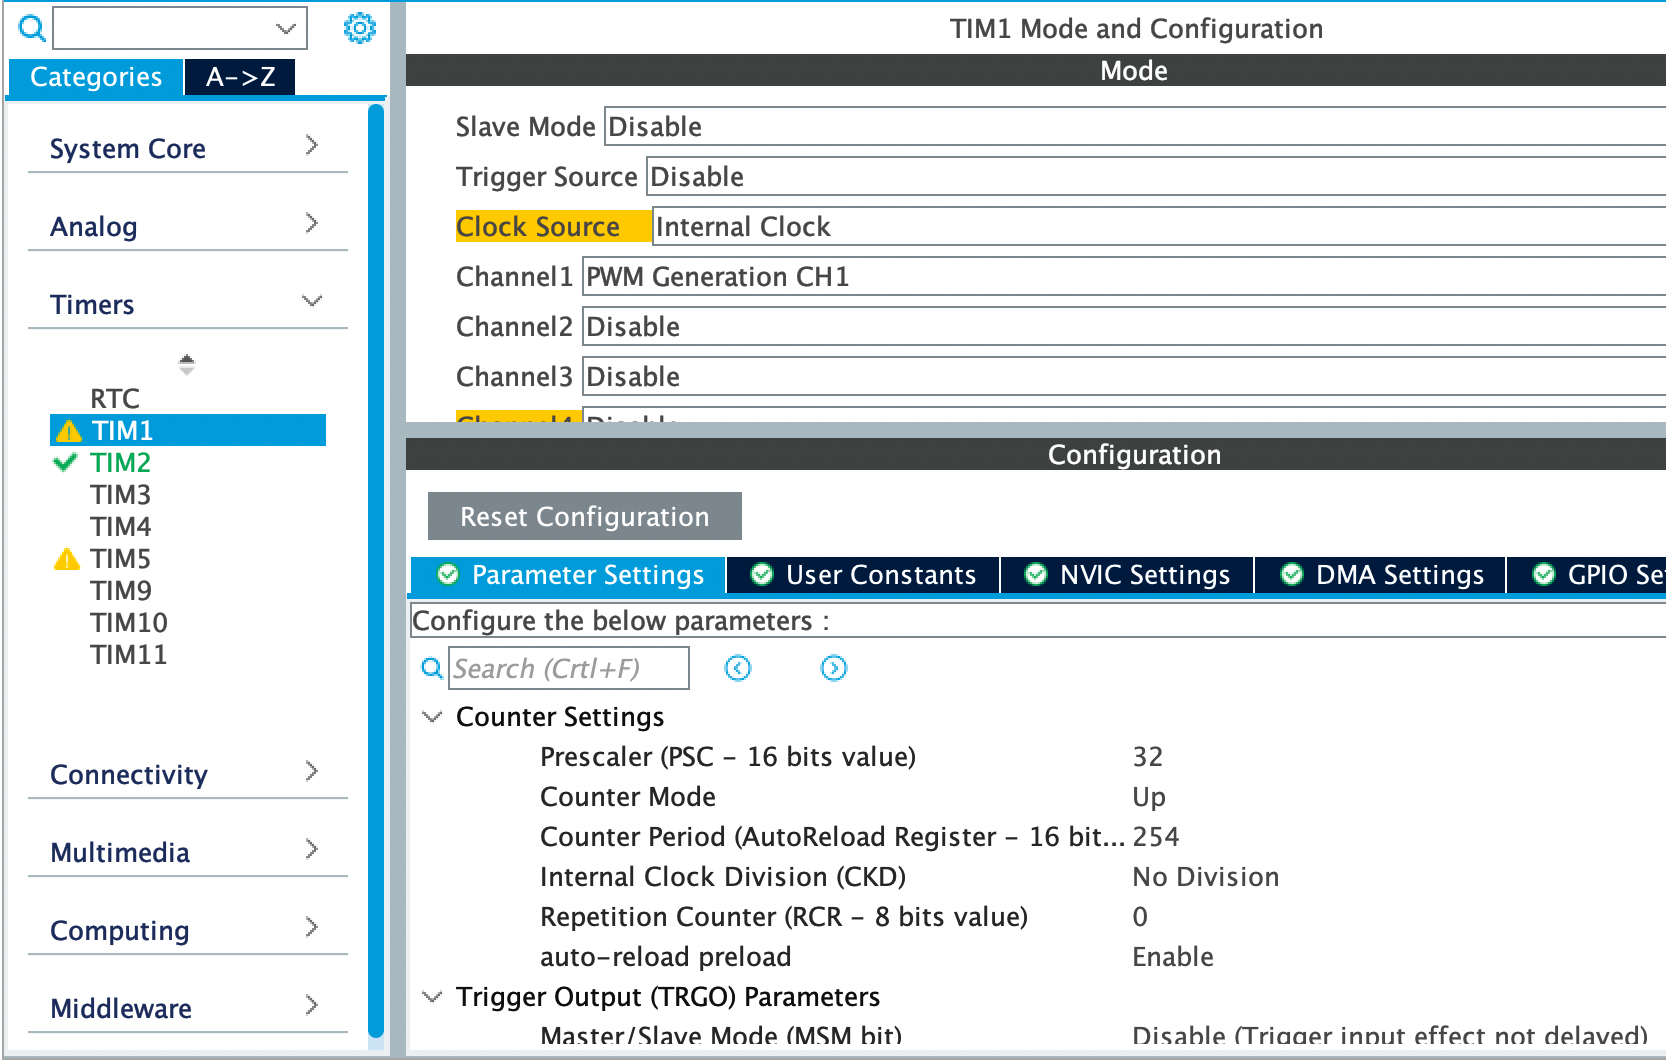 Categories
A->Z
System Core
Analog
Timers
RTC
TIM1
TIM2
TIM3
TIM4
TIM5
TIM9
TIM10
TIM11
Connectivity
Multimedia
Computing
Middleware
TIM1 Mode and Configuration
Mode
Slave Mode Disable
Trigger Source Disable
Clock Source Internal Clock
Channel1 PWM Generation CH1
Channel2 Disable
Channel3 Disable
Channel4 Disable
Configuration
Reset Configuration
Parameter Settings User Constants NVIC Settings DMA Settings GPIO Se
Configure the below parameters :
Search (Crtl+F)
Counter Settings
Prescaler (PSC - 16 bits value) 32
Counter Mode Up
Counter Period (AutoReload Register - 16 bit... 254
Internal Clock Division (CKD) No Division
Repetition Counter (RCR - 8 bits value) 0
auto-reload preload Enable
Trigger Output (TRGO) Parameters
Master/Slave Mode (MSM bit) Disable (Trigger input effect not delayed)